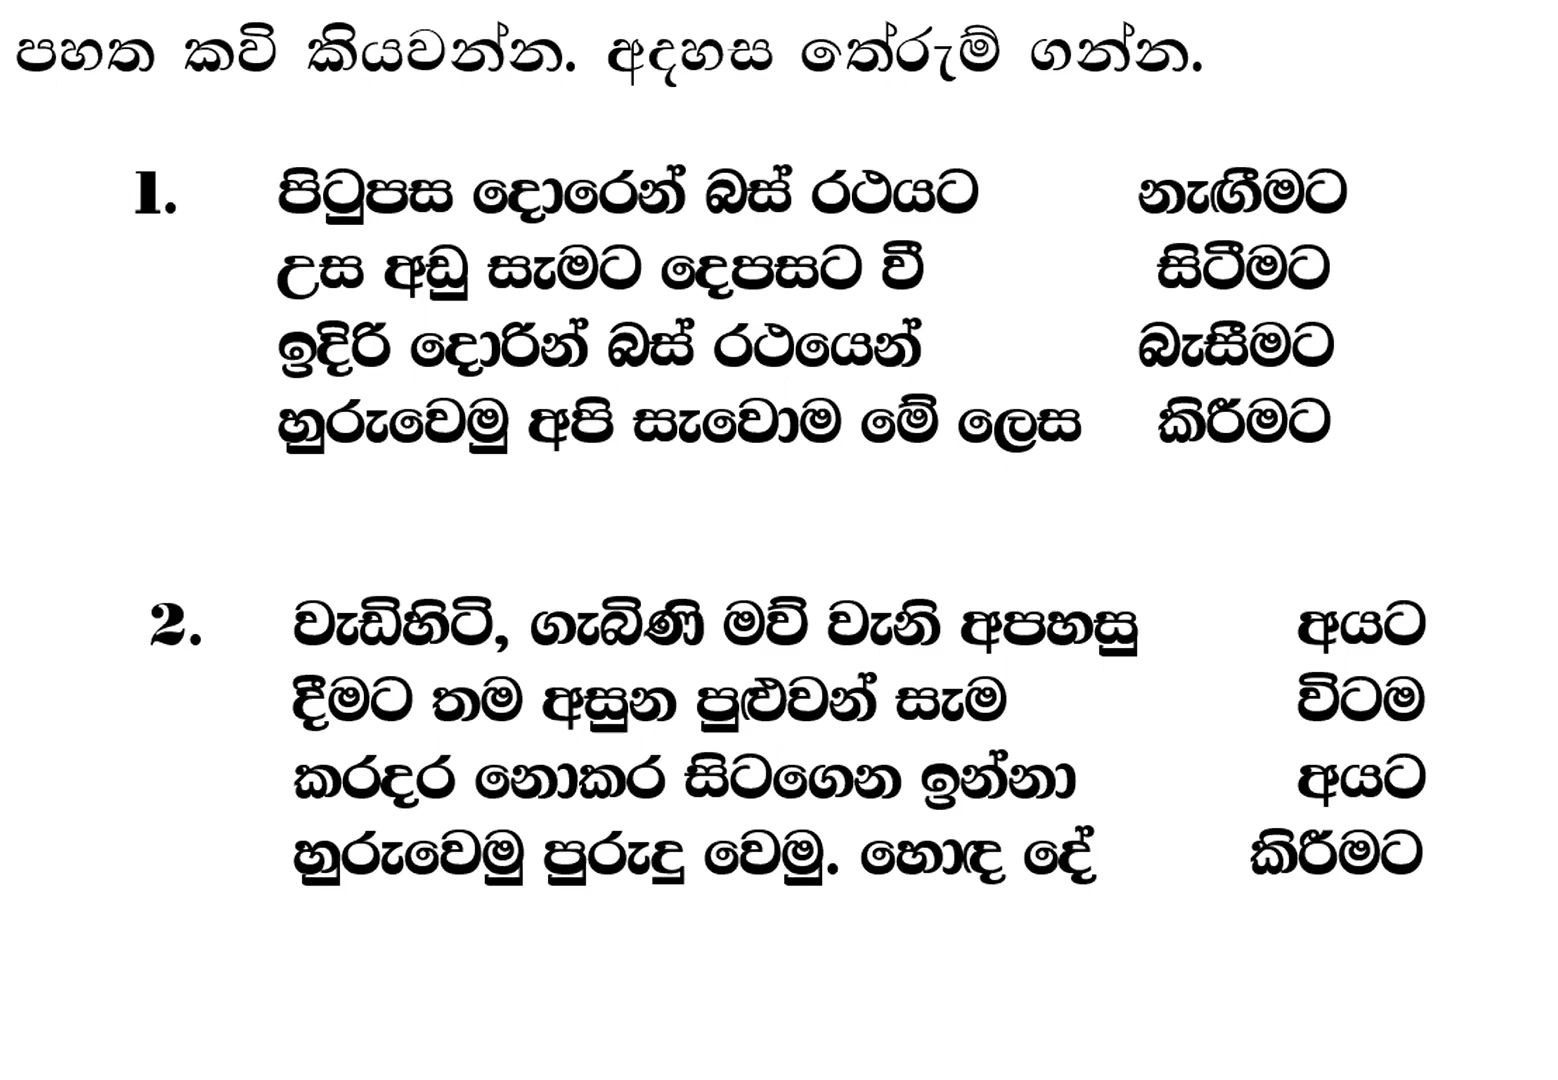 පහත කවි කියවන්න. අදහස තේරුම් ගන්න.
1. පිටුපස දොරෙන් බස් රථයට නැඟීමට
උස අඩු සැමට දෙපසට වී සිටීමට
ඉදිරි දොරින් බස් රථයෙන් බැසීමට
හුරුවෙමු අපි සැවොම මේ ලෙස කිරීමට
2. වැඩිහිටි, ගැබිණි මව් වැනි අපහසු අයට
දීමට තම අසුන පුළුවන් සැම විටම
කරදර නොකර සිටගෙන ඉන්නා අයට
හුරුවෙමු පුරුදු වෙමු. හොඳ දේ කිරීමට